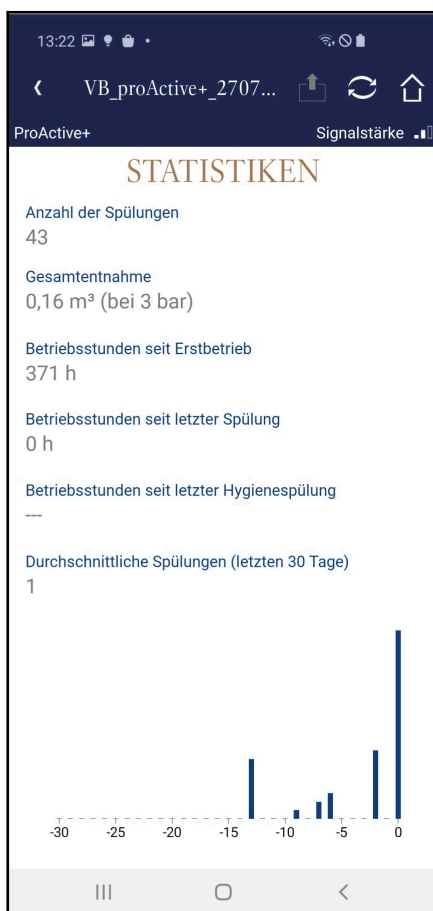 13:22
VB_proActive+_2707...
ProActive+ Signalstärke
STATISTIKEN
Anzahl der Spülungen
43
Gesamtentnahme
0,16 m³ (bei 3 bar)
Betriebsstunden seit Erstbetrieb
371 h
Betriebsstunden seit letzter Spülung
0 h
Betriebsstunden seit letzter Hygienespülung
---
Durchschnittliche Spülungen (letzten 30 Tage)
1
-30 -25 -20 -15 -10 -5 0